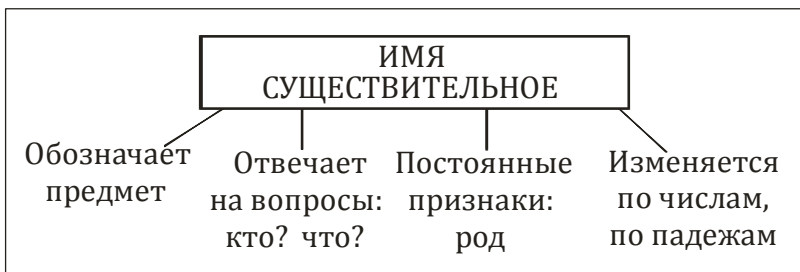 ИМЯ
СУЩЕСТВИТЕЛЬНОЕ
Обозначает
предмет
Отвечает
на вопросы:
кто? что?
Постоянные
признаки:
род
Изменяется
по числам,
по падежам